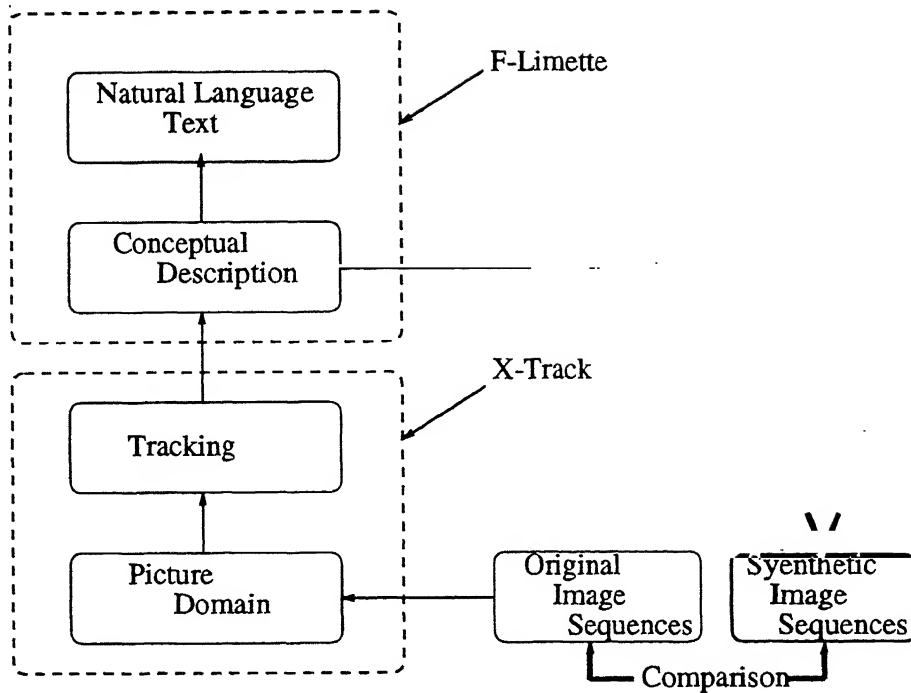 F-Limette
Natural Language
Text
Conceptual
Description
X-Track
Tracking
Picture
Domain
Original
Image
Sequences
Syenthetic
Image
Sequences
Comparison